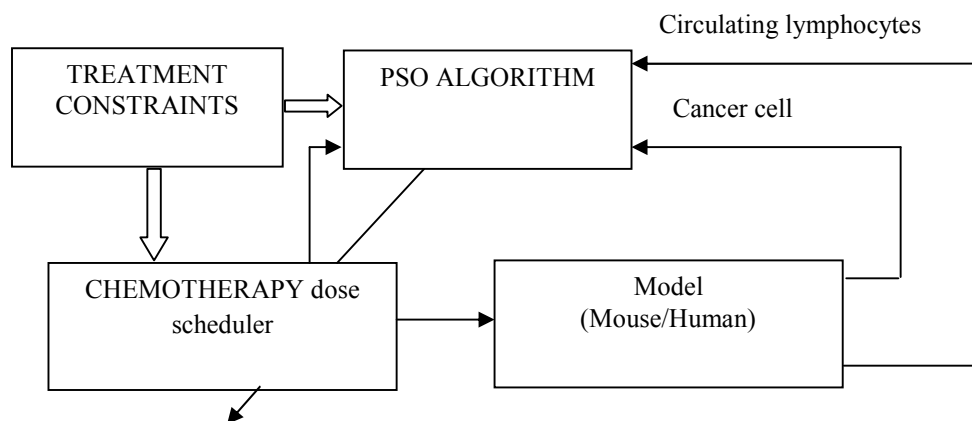 Circulating lymphocytes
TREATMENT
CONSTRAINTS
PSO ALGORITHM
Cancer cell
CHEMOTHERAPY dose
scheduler
Model
(Mouse/Human)